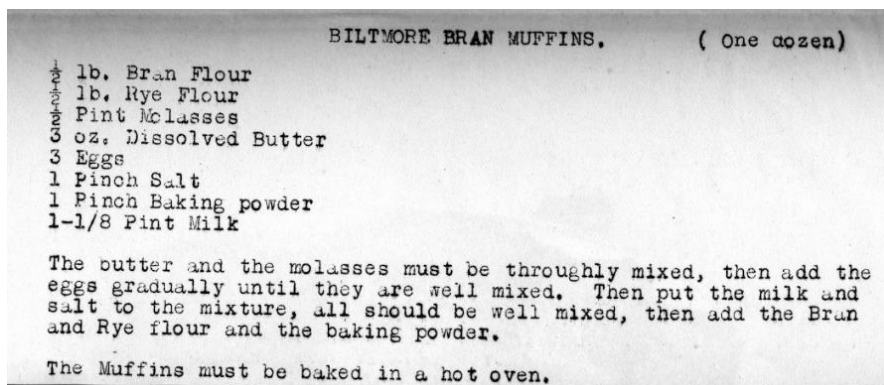 BILTMORE BRAN MUFFINS. ( One dozen)
½ lb. Bran Flour
½ lb. Rye Flour
½ Pint Molasses
3 oz. Dissolved Butter
3 Eggs
1 Pinch Salt
1 Pinch Baking powder
1-1/8 Pint Milk
The butter and the molasses must be throughly mixed, then add the
eggs gradually until they are well mixed. Then put the milk and
salt to the mixture, all should be well mixed, then add the Bran
and Rye flour and the baking powder.
The Muffins must be baked in a hot oven.